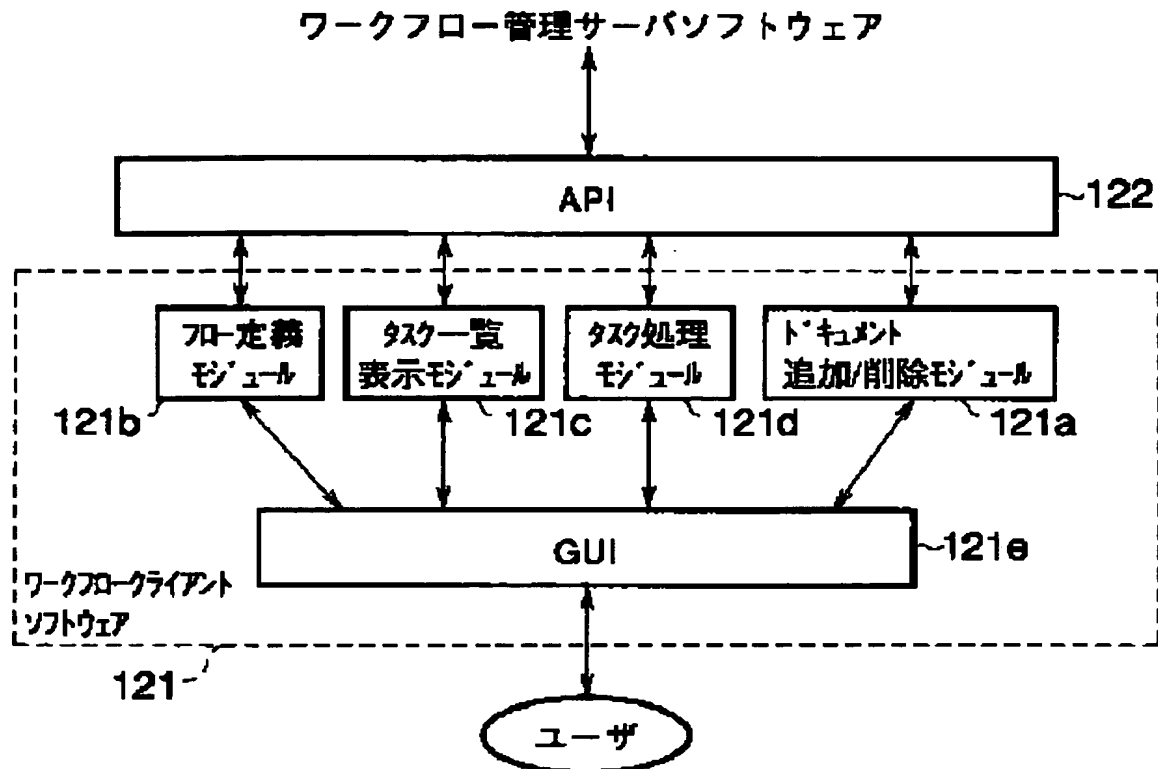 ワークフロー管理サーバソフトウェア
API
122
フロー定義
モジュール
121b
タスク一覧
表示モジュール
121c
タスク処理
モジュール
121d
ドキュメント
追加/削除モジュール
121a
GUI
121e
ワークフロークライアント
ソフトウェア
121
ユーザ